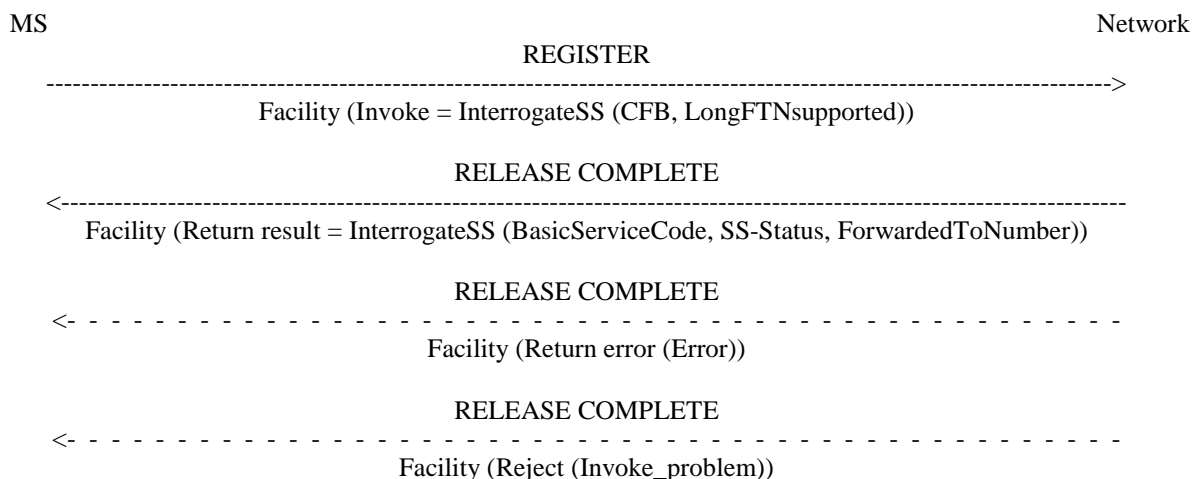 MS Network
REGISTER
Facility (Invoke = InterrogateSS (CFB, LongFTNsupported))
RELEASE COMPLETE
Facility (Return result = InterrogateSS (BasicServiceCode, SS-Status, ForwardedToNumber))
RELEASE COMPLETE
Facility (Return error (Error))
RELEASE COMPLETE
Facility (Reject (Invoke_problem))